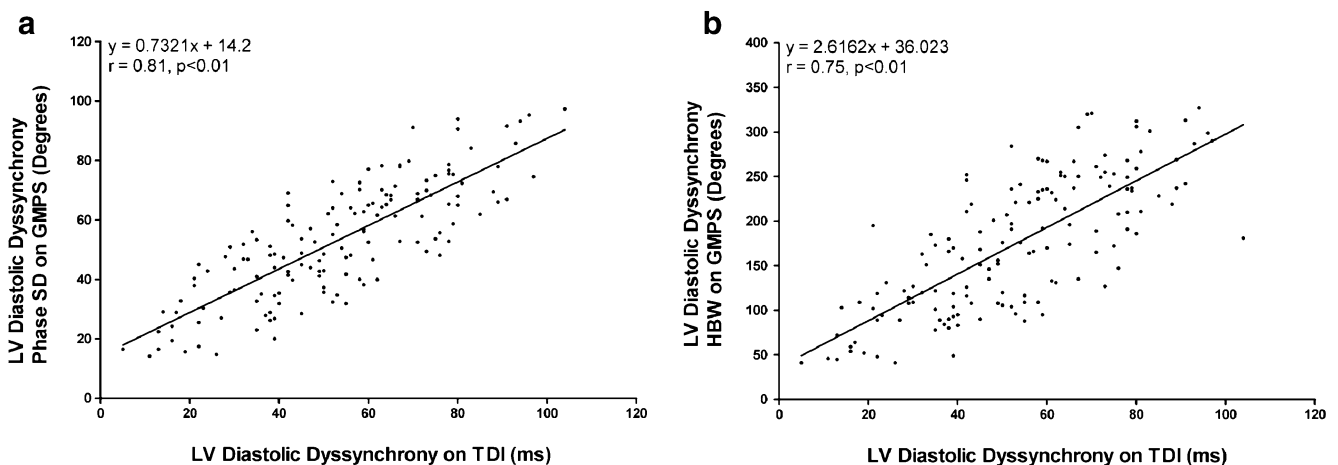 a
y = 0.7321x + 14.2
r = 0.81, p<0.01
LV Diastolic Dyssynchrony
Phase SD on GMPS (Degrees)
120
100
80
60
40
20
0
0 20 40 60 80 100 120
LV Diastolic Dyssynchrony on TDI (ms)
b
y = 2.6162x + 36.023
r = 0.75, p<0.01
LV Diastolic Dyssynchrony
HBW on GMPS (Degrees)
400
350
300
250
200
150
100
50
0
0 20 40 60 80 100 120
LV Diastolic Dyssynchrony on TDI (ms)